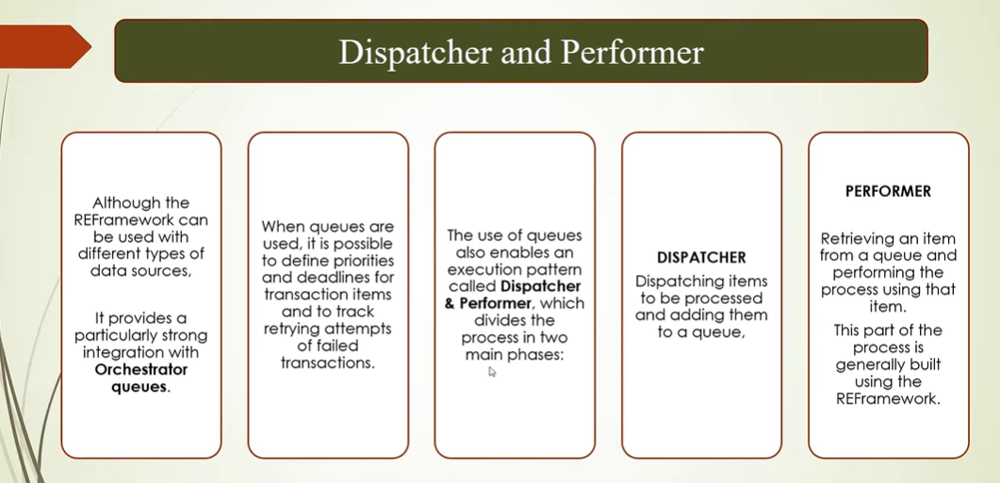 Dispatcher and Performer
Although the
REFramework can
be used with
different types of
data sources,
It provides a
particularly strong
integration with
Orchestrator
queues.
When queues are
used, it is possible
to define priorities
and deadlines for
transaction items
and to track
retrying attempts
of failed
transactions.
The use of queues
also enables an
execution pattern
called Dispatcher
& Performer, which
divides the
process in two
main phases:
DISPATCHER
Dispatching items
to be processed
and adding them
to a queue,
PERFORMER
Retrieving an item
from a queue and
performing the
process using that
item.
This part of the
process is
generally built
using the
REFramework.